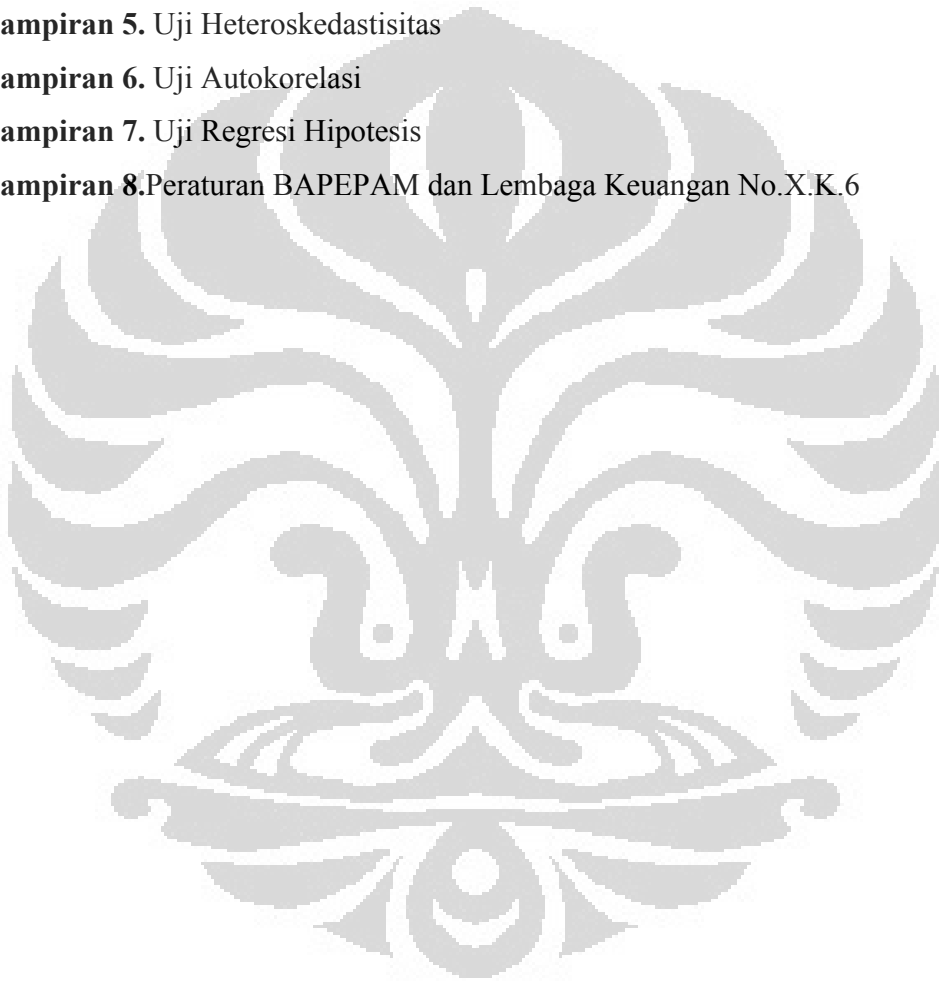 ampiran 5. Uji Heteroskedastisitas
ampiran 6. Uji Autokorelasi
ampiran 7. Uji Regresi Hipotesis
ampiran 8.Peraturan BAPEPAM dan Lembaga Keuangan No.X.K.6